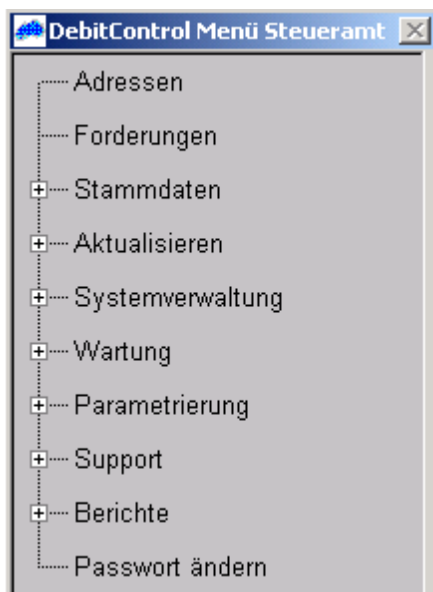 DebitControl Menü Steueramt
Adressen
Forderungen
Stammdaten
Aktualisieren
Systemverwaltung
Wartung
Parametrierung
Support
Berichte
Passwort ändern